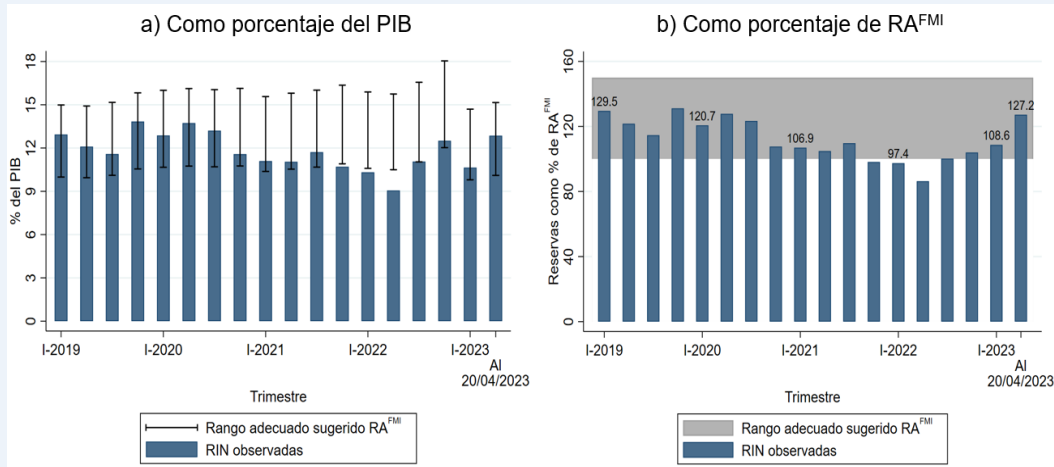 a) Como porcentaje del PIB
% del PIB
18
15
12
9
6
3
0
I-2019
I-2020
I-2021
I-2022
I-2023
Al
20/04/2023
Trimestre
Rango adecuado sugerido RA^FMI
RIN observadas
b) Como porcentaje de RA^FMI
Reservas como % de RA^FMI
160
120
80
40
0
129.5
120.7
106.9
97.4
108.6
127.2
I-2019
I-2020
I-2021
I-2022
I-2023
Al
20/04/2023
Trimestre
Rango adecuado sugerido RA^FMI
RIN observadas